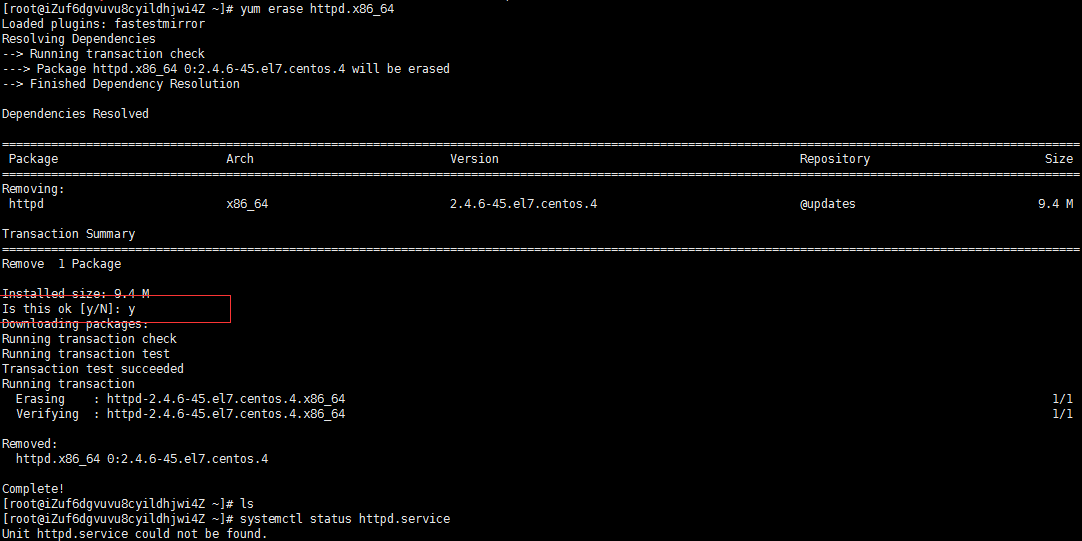 [root@iZuf6dgvuvu8cyildhjwi4Z ~]# yum erase httpd.x86_64
Loaded plugins: fastestmirror
Resolving Dependencies
--> Running transaction check
---> Package httpd.x86_64 0:2.4.6-45.el7.centos.4 will be erased
--> Finished Dependency Resolution
Dependencies Resolved
================================================================================
Package Arch Version Repository Size
================================================================================
Removing:
httpd x86_64 2.4.6-45.el7.centos.4 @updates 9.4 M
Transaction Summary
================================================================================
Remove  1 Package
Installed size: 9.4 M
Is this ok [y/N]: y
Downloading packages:
Running transaction check
Running transaction test
Transaction test succeeded
Running transaction
Erasing    : httpd-2.4.6-45.el7.centos.4.x86_64 1/1
Verifying  : httpd-2.4.6-45.el7.centos.4.x86_64 1/1
Removed:
httpd.x86_64 0:2.4.6-45.el7.centos.4
Complete!
[root@iZuf6dgvuvu8cyildhjwi4Z ~]# ls
[root@iZuf6dgvuvu8cyildhjwi4Z ~]# systemctl status httpd.service
Unit httpd.service could not be found.